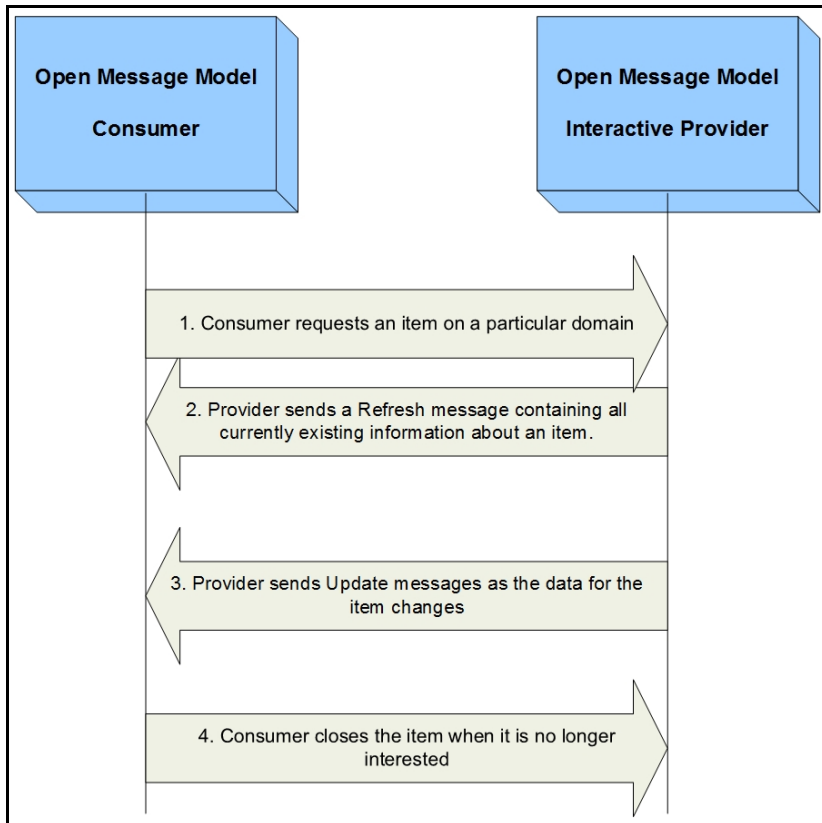 Open Message Model
Consumer
Open Message Model
Interactive Provider
1. Consumer requests an item on a particular domain
2. Provider sends a Refresh message containing all
currently existing information about an item.
3. Provider sends Update messages as the data for the
item changes
4. Consumer closes the item when it is no longer
interested